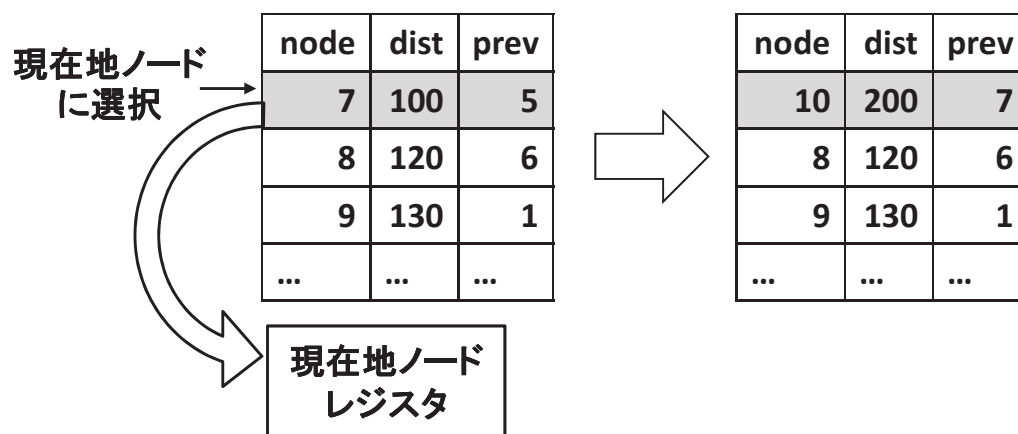 現在地ノード
に選択
node dist prev
7 100 5
8 120 6
9 130 1
... ... ...
現在地ノード
レジスタ
node dist prev
10 200 7
8 120 6
9 130 1
... ... ...